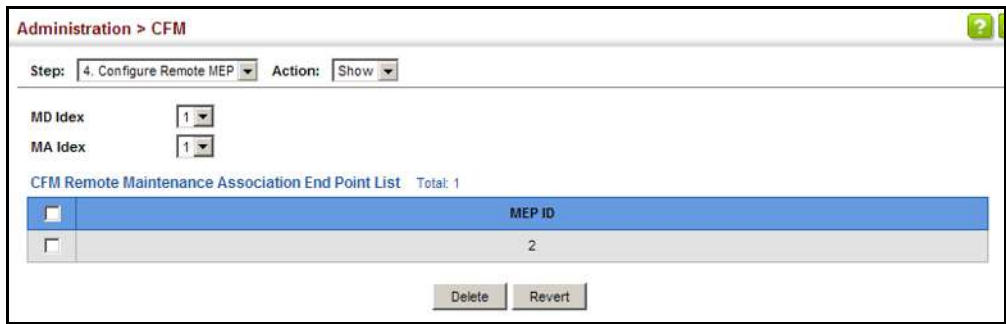 Administration > CFM
?
Step: 4. Configure Remote MEP Action: Show
MD Idex 1
MA Idex 1
CFM Remote Maintenance Association End Point List Total: 1
MEP ID
2
Delete Revert